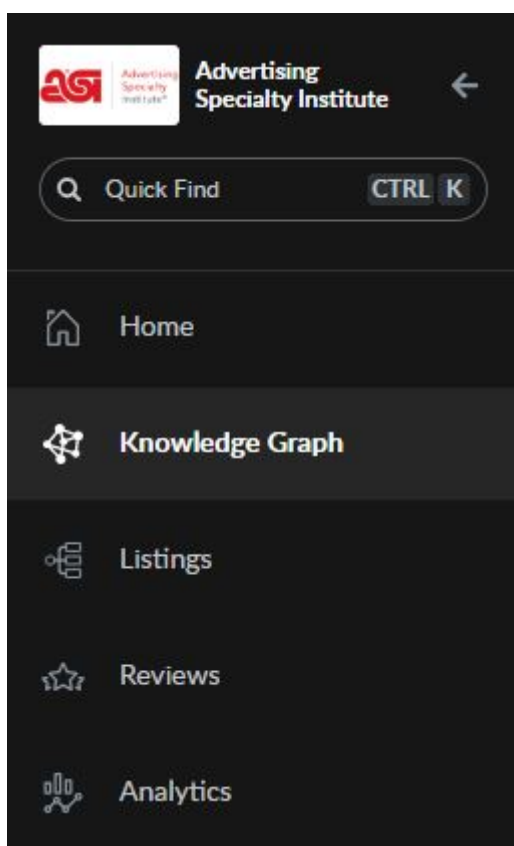 asi
Advertising
Specialty
Institute®
Advertising
Specialty Institute
Quick Find CTRL K
Home
Knowledge Graph
Listings
Reviews
Analytics